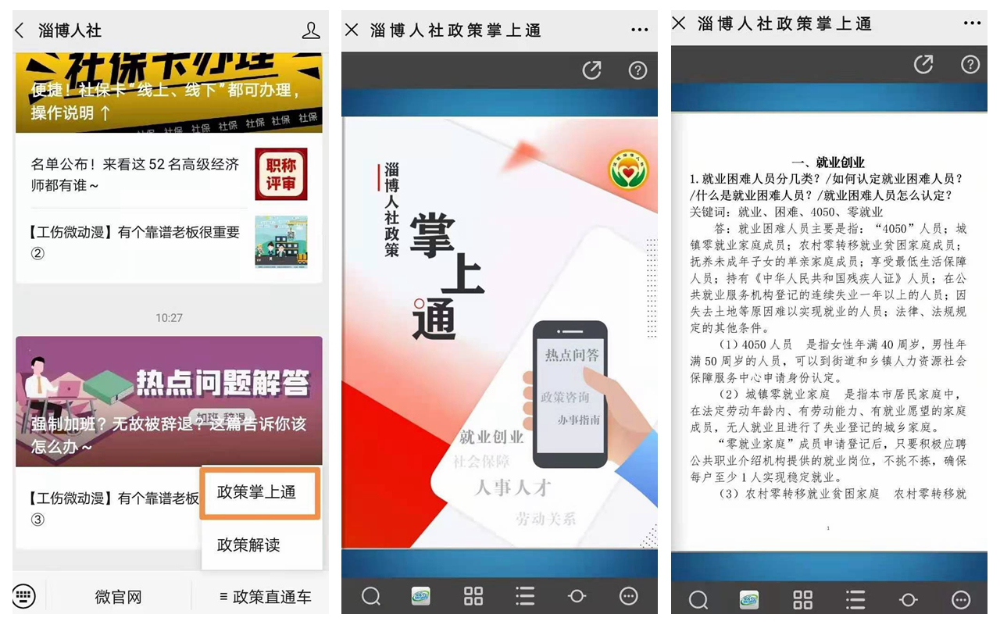 淄博人社
社保卡办理
便捷！社保卡“线上、线下”都可办理，
操作说明↑
社保 社保 社保 社保 社保 社保
名单公布！来看这 52 名高级经济
师都有谁～
职称
评审
【工伤微动漫】有个靠谱老板很重要
②
10:27
热点问题解答
加班 辞退
强制加班？无故被辞退？这篇告诉你该
怎么办～
【工伤微动漫】有个靠谱老板
③
政策掌上通
政策解读
微官网
≡ 政策直通车
淄博人社政策掌上通
淄博人社政策
掌上通
热点问答
政策咨询
办事指南
就业创业
社会保障
人事人才
劳动关系
淄博人社政策掌上通
一、就业创业
1. 就业困难人员分几类？/如何认定就业困难人员？
/什么是就业困难人员？/就业困难人员怎么认定？
关键词：就业、困难、4050、零就业
答：就业困难人员主要是指：“4050”人员；城
镇零就业家庭成员；农村零转移就业贫困家庭成员；
抚养未成年子女的单亲家庭成员；享受最低生活保障
人员；持有《中华人民共和国残疾人证》人员；在公
共就业服务机构登记的连续失业一年以上的人员；因
失去土地等原因难以实现就业的人员；法律、法规规
定的其他条件。
（1）4050 人员 是指女性年满 40 周岁，男性年
满 50 周岁的人员，可以到街道和乡镇人力资源社会
保障服务中心申请身份认定。
（2）城镇零就业家庭 是指本市居民家庭中，
在法定劳动年龄内、有劳动能力、有就业愿望的家庭
成员，无人就业且进行了失业登记的城乡家庭。
“零就业家庭”成员申请登记后，只要积极应聘
公共职业介绍机构提供的就业岗位，不挑不拣，确保
每户至少 1 人实现稳定就业。
（3）农村零转移就业贫困家庭 农村零转移就
1